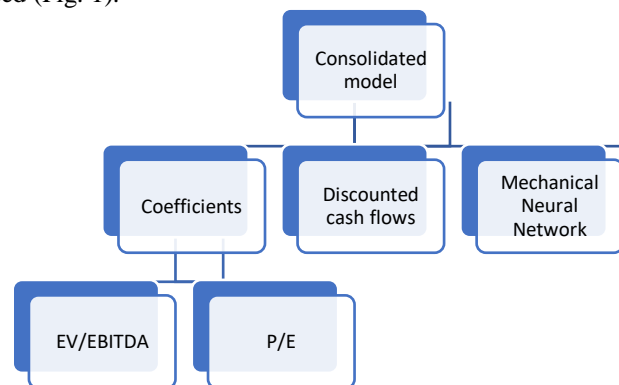 ed (Fig. 1).
Consolidated
model
Coefficients
Discounted
cash flows
Mechanical
Neural
Network
EV/EBITDA
P/E